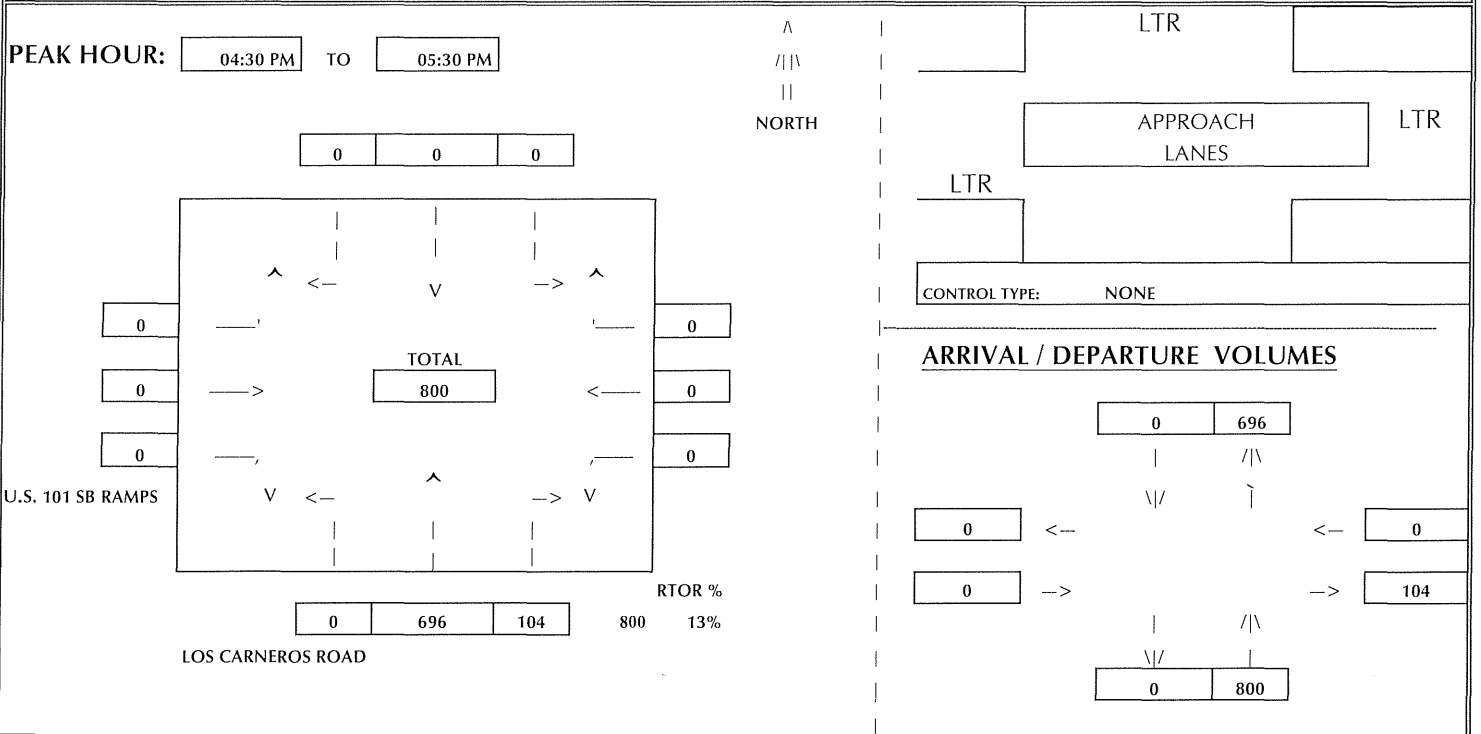 PEAK HOUR: 04:30 PM TO 05:30 PM
NORTH
0 0 0
0
0
0
TOTAL
800
0
0
0
U.S. 101 SB RAMPS
RTOR %
0 696 104 800 13%
LOS CARNEROS ROAD
LTR
APPROACH
LANES
LTR
LTR
CONTROL TYPE: NONE
ARRIVAL / DEPARTURE VOLUMES
0 696
0 0
0 104
0 800